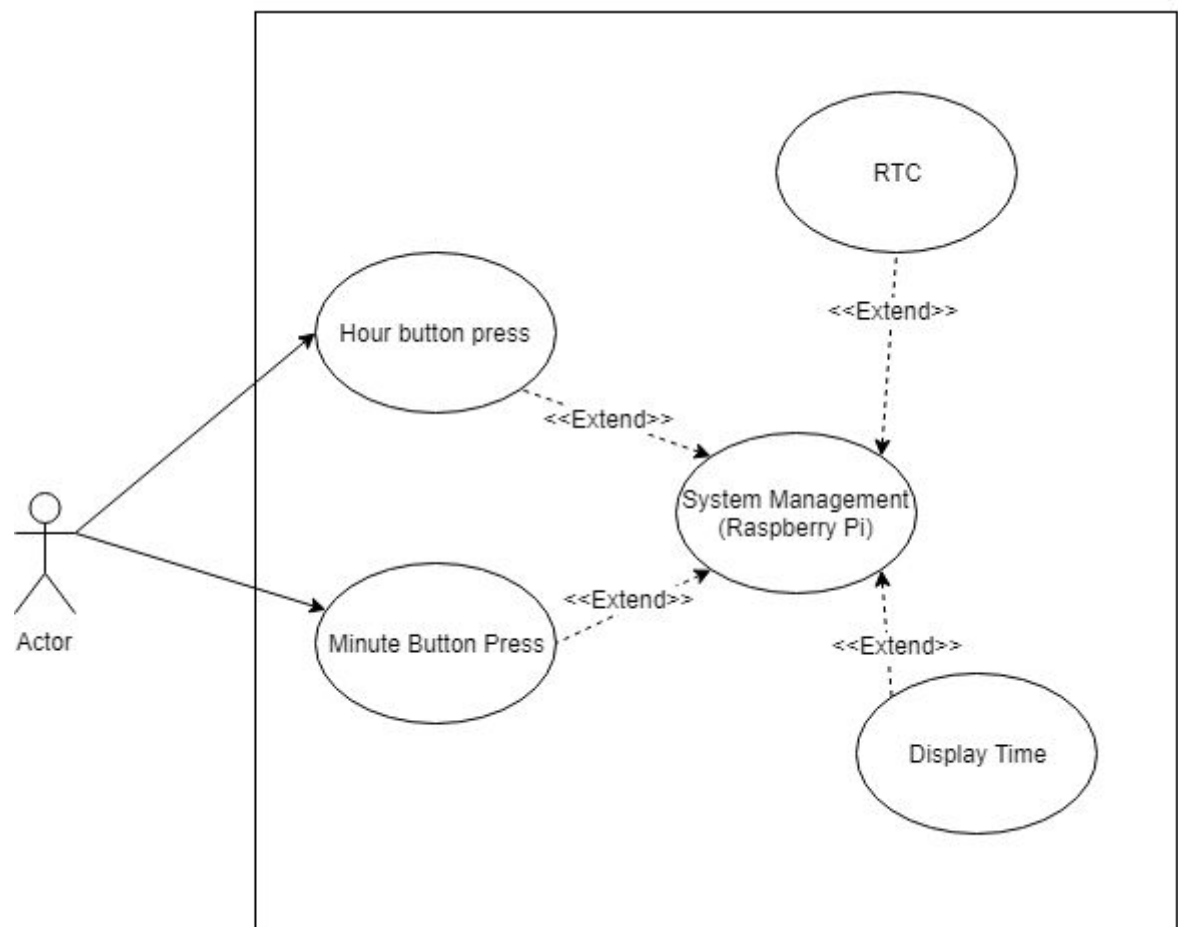 RTC
<<Extend>>
Hour button press
<<Extend>>
System Management
(Raspberry Pi)
<<Extend>>
Actor
Minute Button Press
<<Extend>>
Display Time